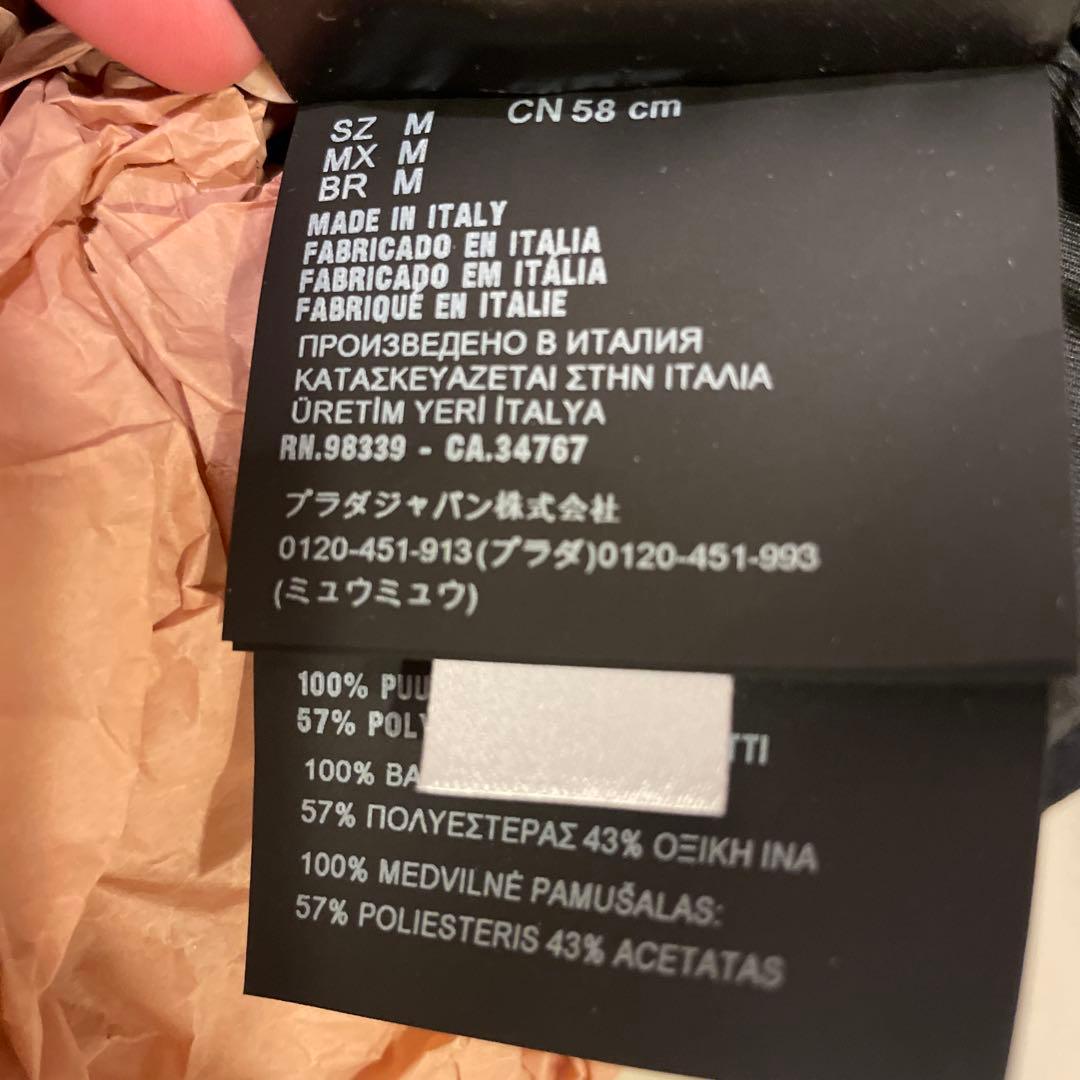 SZ M CN 58 cm
MX M
BR M
MADE IN ITALY
FABRICADO EN ITALIA
FABRICADO EM ITÁLIA
FABRIQUÉ EN ITALIE
ПРОИЗВЕДЕНО В ИТАЛИЯ
ΚΑΤΑΣΚΕΥΑΖΕΤΑΙ ΣΤΗΝ ΙΤΑΛΙΑ
ÜRETİM YERİ İTALYA
RN.98339 - CA.34767
プラダジャパン株式会社
0120-451-913(プラダ)0120-451-993
(ミュウミュウ)
100%
57%
100%
57% ΠΟΛΥΕΣΤΕΡΑΣ 43% ΟΞΙΚΗ ΙΝΑ
100% MEDVILNĖ PAMUŠALAS:
57% POLIESTERIS 43% ACETATAS